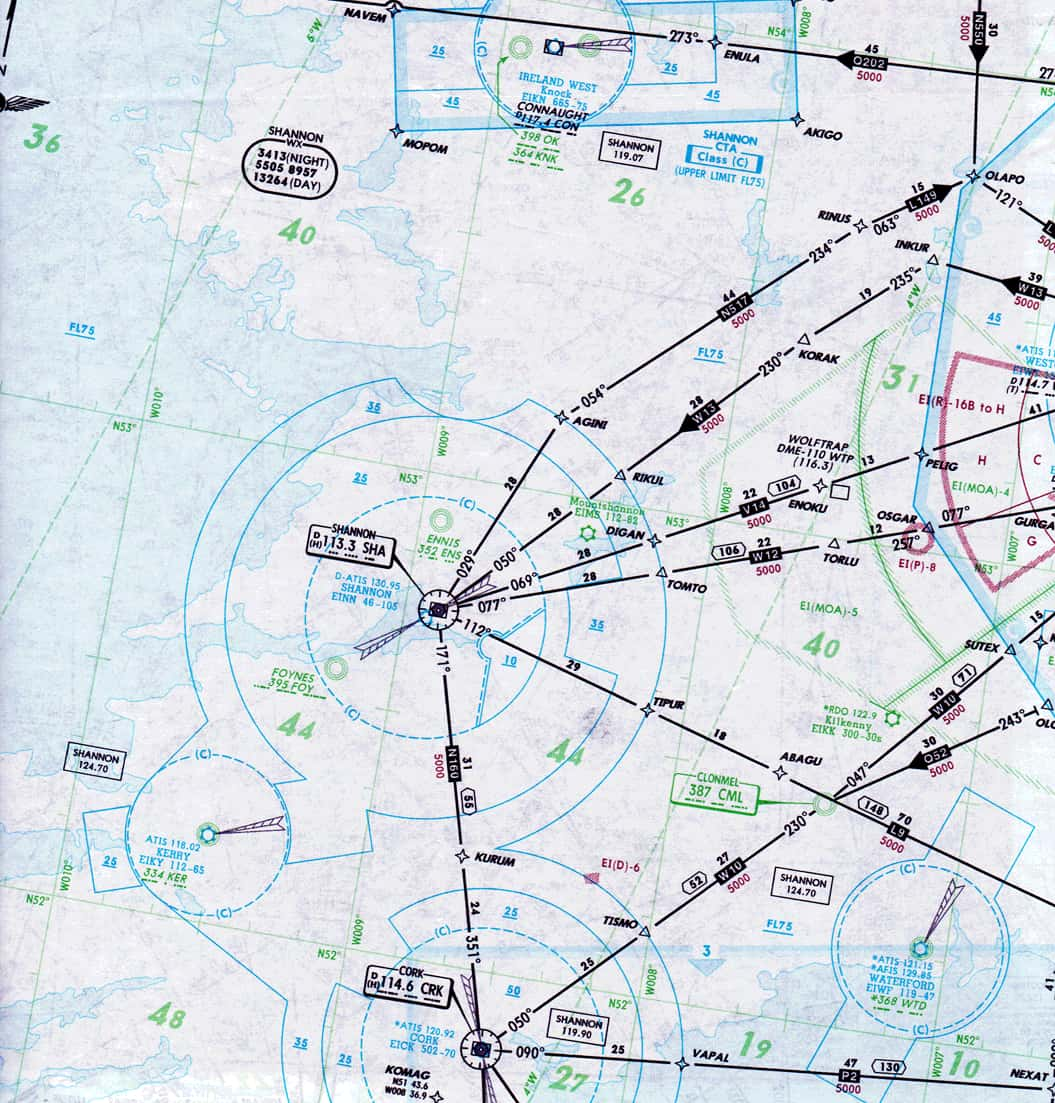 NAVEM
5°W
25
(C)
273°
ENULA
25
N54°
W008°
5000
N550
30
45
Q202
5000
27
N54
IRELAND WEST
Knock
EIKN 665-75
CONNAUGHT
D117.4 CON
398 OK
364 KNK
45
45
MOPOM
AKIGO
36
SHANNON
WX
3413(NIGHT)
5505 8957
13264(DAY)
SHANNON
119.07
SHANNON
CTA
Class (C)
(UPPER LIMIT FL75)
26
40
OLAPO
15
L149
5000
121°
L
5000
RINUS
063°
234°
INKUR
235°
4°W
39
W13
5000
19
44
N517
5000
45
FL75
FL75
KORAK
230°
*ATIS 11
WEST
D114.7
(T)
054°
28
W13
5000
31
EI(R)-16B to H
41
W010°
35
AGINI
N53°
W009°
WOLFTRAP
DME-110 WTP
(116.3)
13
PELIG
H
C
N53°
25
28
RIKUL
W008°
22
104
V14
5000
ENOKU
EI(MOA)-4
(C)
Mountshannon
EIMS 112-82
N53°
OSGAR
077°
GURGA
ENNIS
352 ENS
28
DIGAN
106
22
W12
5000
12
257°
G
W007°
SHANNON
D
(H)113.3 SHA
029°
050°
28
TORLU
EI(P)-8
N53°
D-ATIS 130.95
SHANNON
EINN 46-105
069°
28
TOMTO
077°
112°
35
EI(MOA)-5
15
171°
10
40
SUTEX
FOYNES
395 FOY
29
71
30
W10
5000
(C)
TIPUR
*RDO 122.9
Kilkenny
EIKK 300-30s
243°
OLO
44
44
18
30
Q52
5000
SHANNON
124.70
(C)
31
N160
5000
55
ABAGU
047°
CLONMEL
387 CML
148
70
L9
5000
230°
ATIS 118.02
KERRY
EIKY 112-65
334 KER
25
KURUM
EI(D)-6
27
W10
5000
52
SHANNON
124.70
(C)
W010°
N52°
(C)
24
25
TISMO
FL75
W009°
(C)
351°
N52°
3
*ATIS 121.15
*AFIS 129.85
WATERFORD
EIWF 119-47
*368 WTD
CORK
D
(H)114.6 CRK
25
50
W008°
N52°
41
48
050°
SHANNON
119.90
(C)
*ATIS 120.92
CORK
EICK 502-70
35
25
090°
25
VAPAL
19
N52°
W007°
10
KOMAG
N51 43.6
W008 36.9
4°W
27
47
P2
5000
130
NEXAT